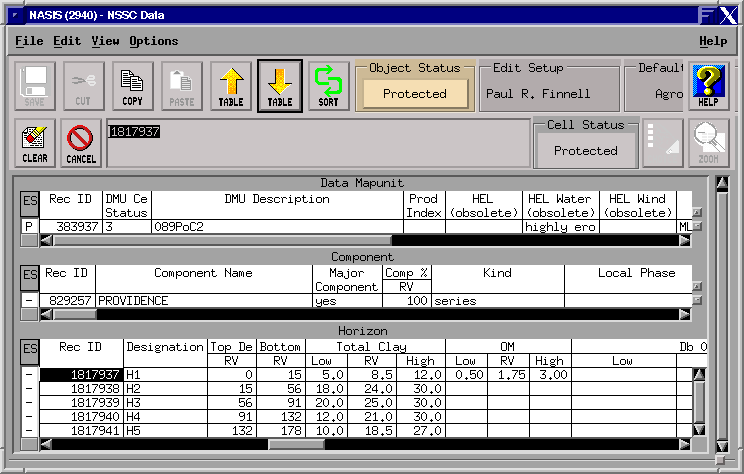 NASIS (2940) - NSSC Data
File Edit View Options Help
SAVE CUT COPY PASTE TABLE TABLE SORT Object Status Protected Edit Setup Paul R. Finnell Default Agro HELP
CLEAR CANCEL 1817937 Cell Status Protected ZOOM
Data Mapunit
ES Rec ID DMU Ce DMU Description Prod HEL HEL Water HEL Wind
Status Index (obsolete) (obsolete) (obsolete)
P 383937 3 089PoC2 highly ero ML
Component
ES Rec ID Component Name Major Comp % Kind Local Phase
Component RV
– 829257 PROVIDENCE yes 100 series
Horizon
ES Rec ID Designation Top De Bottom Total Clay OM Db O
RV RV Low RV High Low RV High Low
– 1817937 H1 0 15 5.0 8.5 12.0 0.50 1.75 3.00
– 1817938 H2 15 56 18.0 24.0 30.0
– 1817939 H3 56 91 20.0 25.0 30.0
– 1817940 H4 91 132 12.0 21.0 30.0
– 1817941 H5 132 178 10.0 18.5 27.0